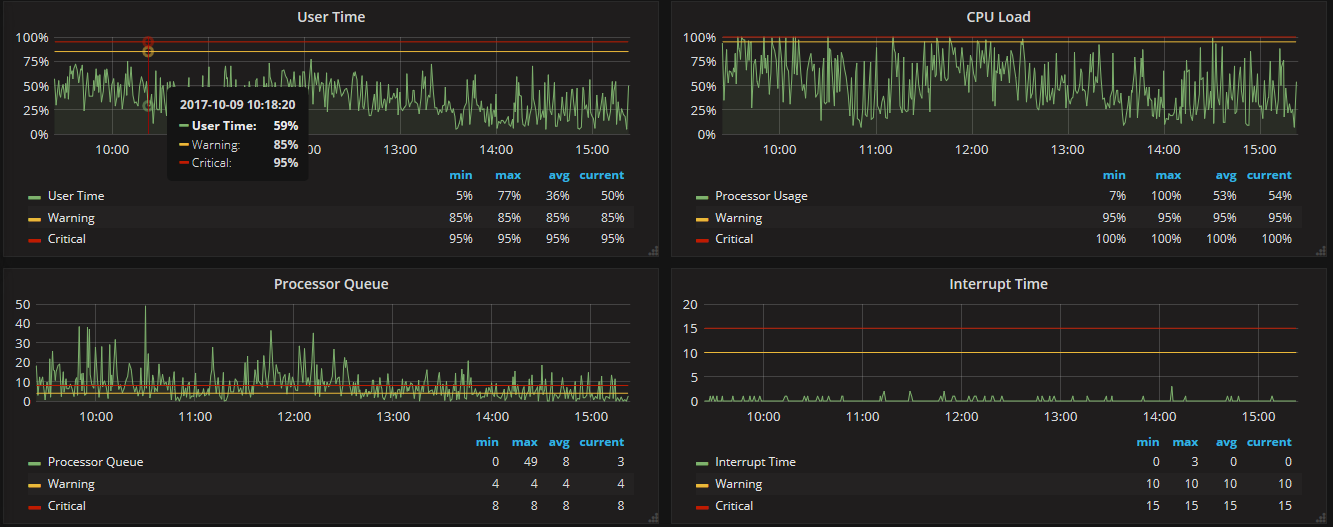 User Time
100%
75%
50%
25%
0%
10:00 :00 13:00 14:00 15:00
2017-10-09 10:18:20
User Time: 59%
Warning: 85%
Critical: 95%
min max avg current
User Time 5% 77% 36% 50%
Warning 85% 85% 85% 85%
Critical 95% 95% 95% 95%
CPU Load
100%
75%
50%
25%
0%
10:00 11:00 12:00 13:00 14:00 15:00
min max avg current
Processor Usage 7% 100% 53% 54%
Warning 95% 95% 95% 95%
Critical 100% 100% 100% 100%
Processor Queue
50
40
30
20
10
0
10:00 11:00 12:00 13:00 14:00 15:00
min max avg current
Processor Queue 0 49 8 3
Warning 4 4 4 4
Critical 8 8 8 8
Interrupt Time
20
15
10
5
0
10:00 11:00 12:00 13:00 14:00 15:00
min max avg current
Interrupt Time 0 3 0 0
Warning 10 10 10 10
Critical 15 15 15 15